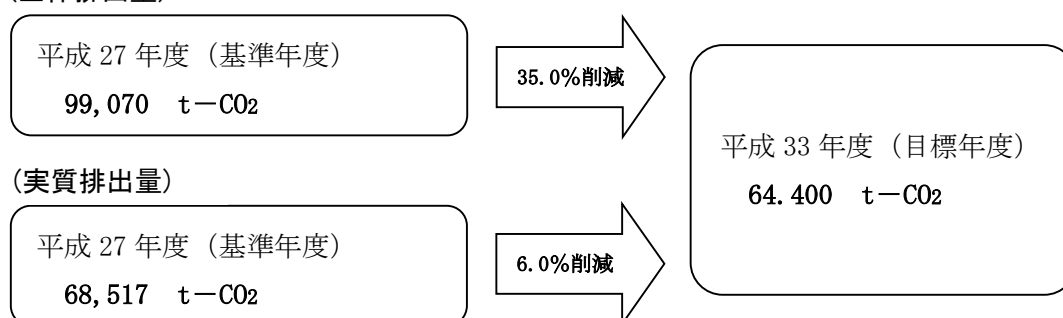 平成 27 年度（基準年度）
99,070 t－CO2
35.0%削減
(実質排出量)
平成 27 年度（基準年度）
68,517 t－CO2
6.0%削減
平成 33 年度（目標年度）
64.400 t－CO2